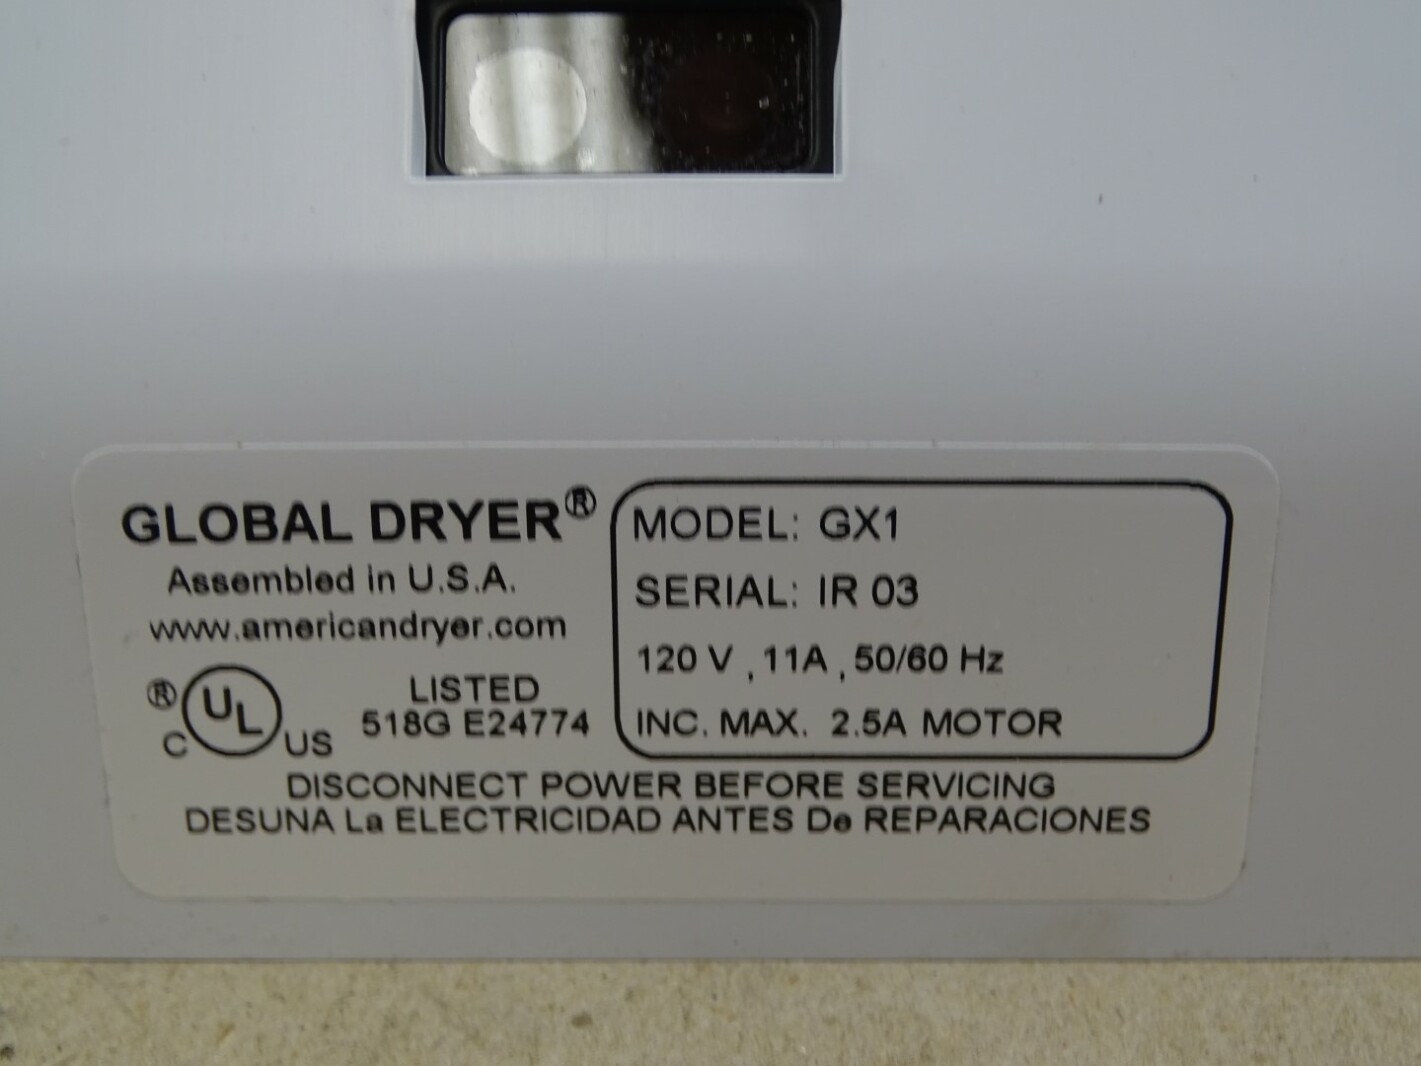 GLOBAL DRYER®
Assembled in U.S.A.
www.americandryer.com
® C UL US
LISTED
518G E24774
MODEL: GX1
SERIAL: IR 03
120 V , 11A , 50/60 Hz
INC. MAX. 2.5A MOTOR
DISCONNECT POWER BEFORE SERVICING
DESUNA La ELECTRICIDAD ANTES De REPARACIONES